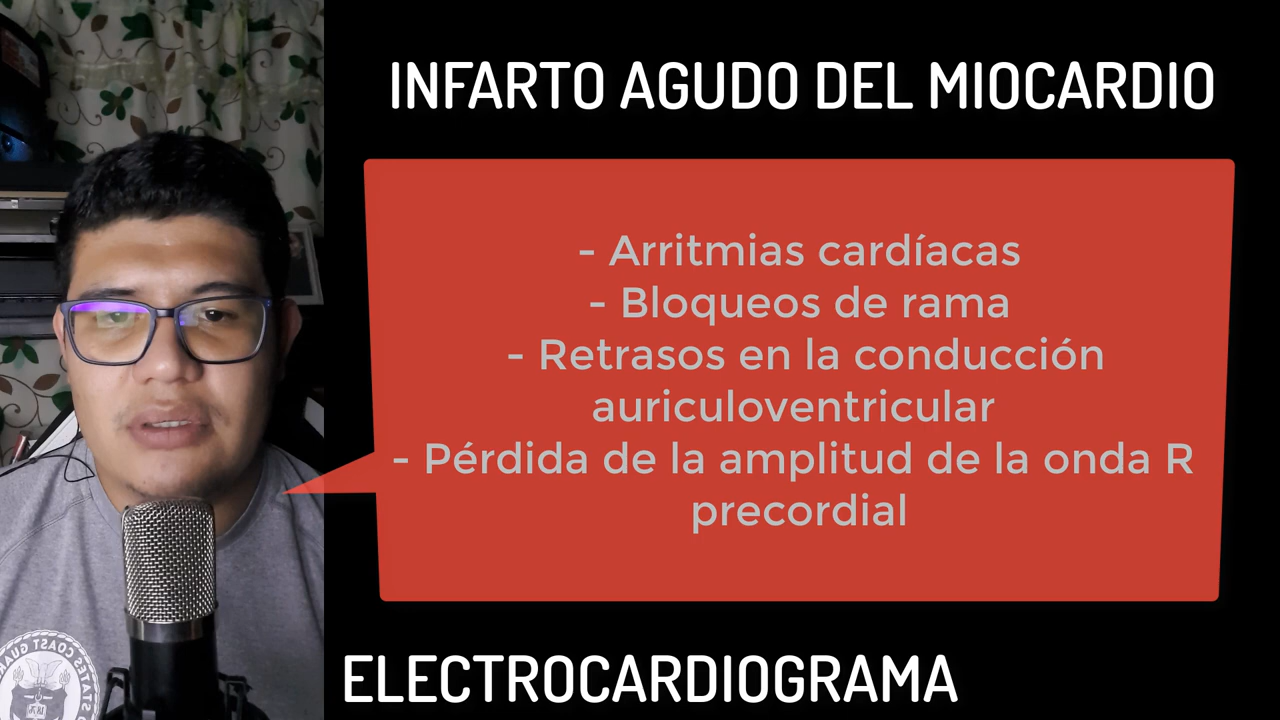 INFARTO AGUDO DEL MIOCARDIO
- Arritmias cardíacas
- Bloqueos de rama
- Retrasos en la conducción
auriculoventricular
- Pérdida de la amplitud de la onda R
precordial
ELECTROCARDIOGRAMA